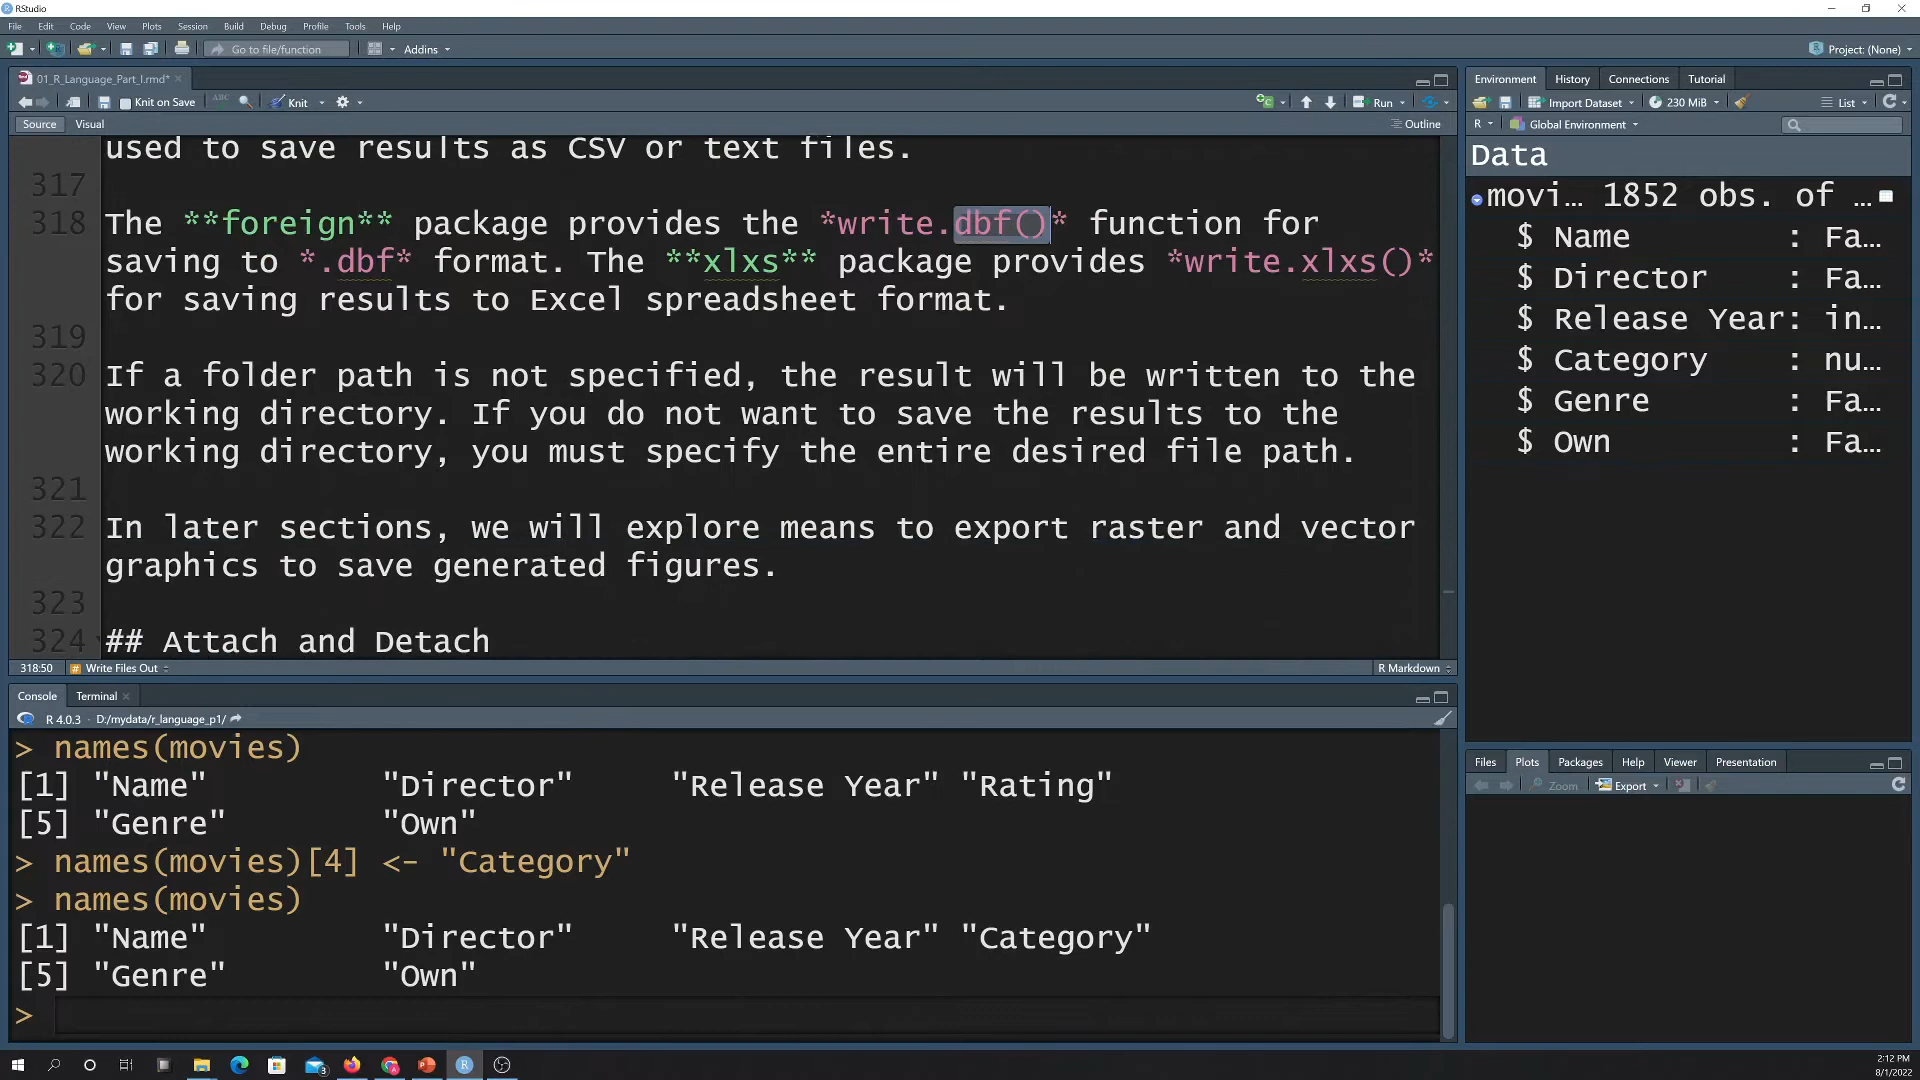 RStudio
File Edit Code View Plots Session Build Debug Profile Tools Help
Go to file/function Addins Project: (None)
01_R_Language_Part_I.rmd*
Knit on Save ABC Knit Run
Source Visual Outline
used to save results as CSV or text files.
317
318 The **foreign** package provides the *write.dbf()* function for
saving to *.dbf* format. The **xlxs** package provides *write.xlxs()*
for saving results to Excel spreadsheet format.
319
320 If a folder path is not specified, the result will be written to the
working directory. If you do not want to save the results to the
working directory, you must specify the entire desired file path.
321
322 In later sections, we will explore means to export raster and vector
graphics to save generated figures.
323
324 ## Attach and Detach
318:50 # Write Files Out R Markdown
Console Terminal
R 4.0.3 · D:/mydata/r_language_p1/
> names(movies)
[1] "Name" "Director" "Release Year" "Rating"
[5] "Genre" "Own"
> names(movies)[4] <- "Category"
> names(movies)
[1] "Name" "Director" "Release Year" "Category"
[5] "Genre" "Own"
>
Environment History Connections Tutorial
Import Dataset 230 MiB List
R Global Environment
Data
movi… 1852 obs. of …
$ Name : Fa…
$ Director : Fa…
$ Release Year: in…
$ Category : nu…
$ Genre : Fa…
$ Own : Fa…
Files Plots Packages Help Viewer Presentation
Zoom Export
2:12 PM
8/1/2022